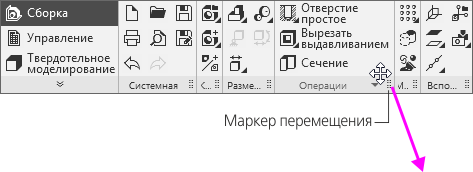 Сборка
Управление
Твердотельное
моделирование
Системная
С...
Разме...
Отверстие
простое
Вырезать
выдавливанием
Сечение
Операции
И...
Вспо...
Маркер перемещения